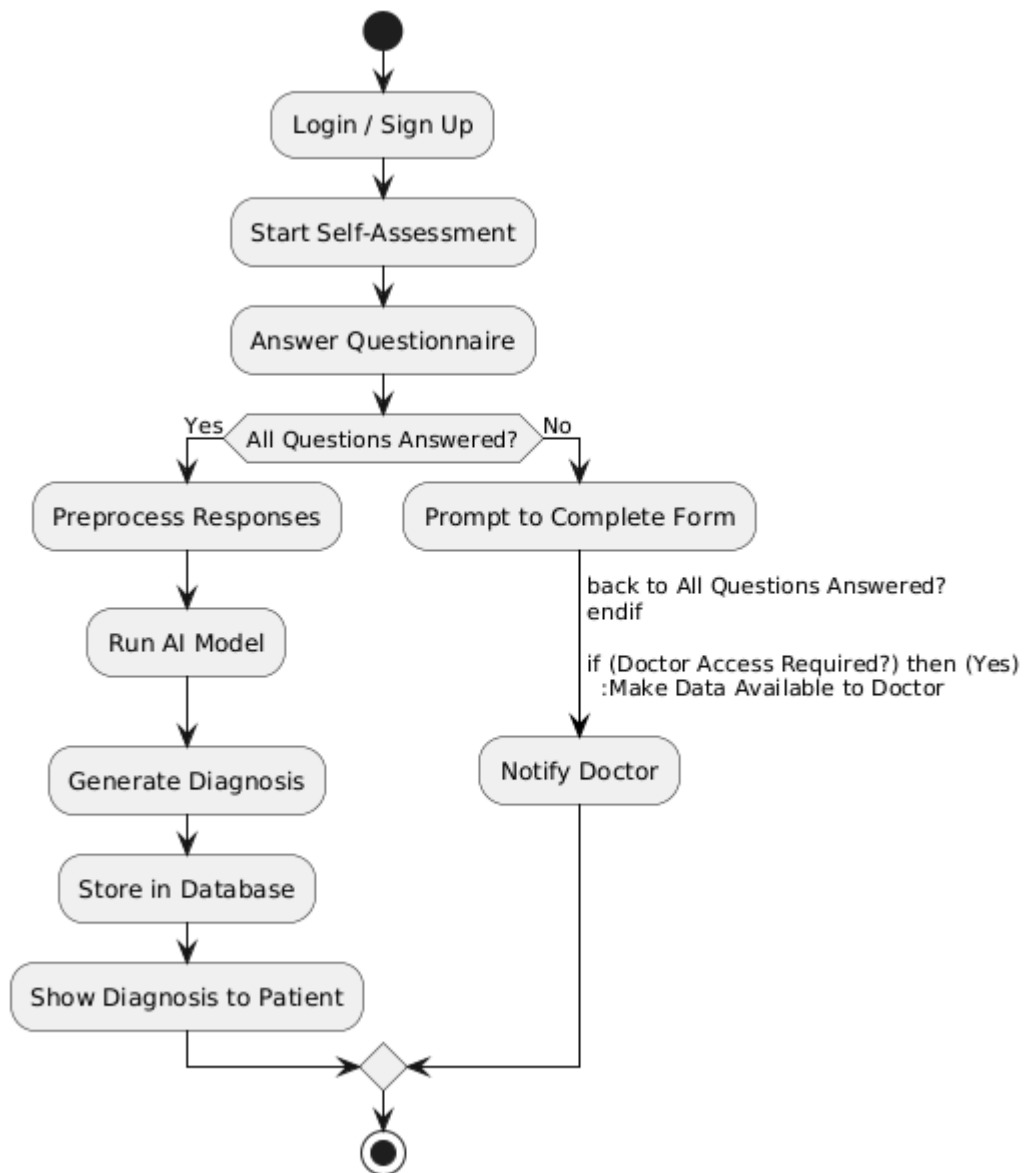 Login / Sign Up
Start Self-Assessment
Answer Questionnaire
Yes
All Questions Answered?
No
Preprocess Responses
Prompt to Complete Form
back to All Questions Answered?
endif
if (Doctor Access Required?) then (Yes)
:Make Data Available to Doctor
Run AI Model
Notify Doctor
Generate Diagnosis
Store in Database
Show Diagnosis to Patient